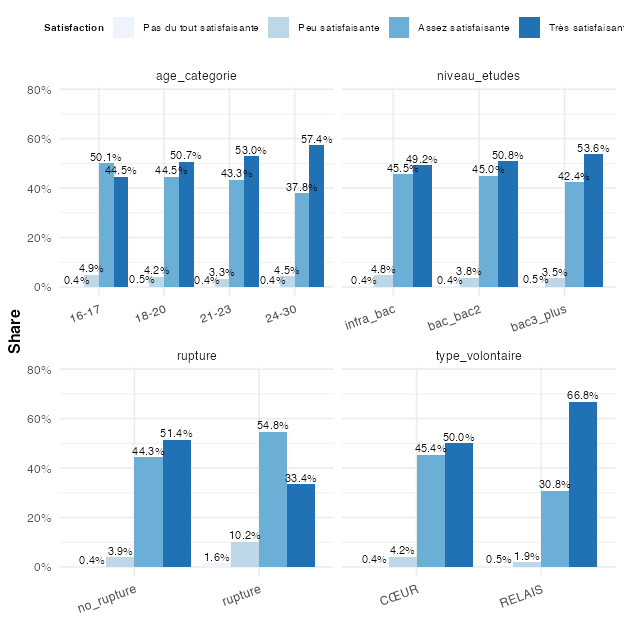 Satisfaction Pas du tout satisfaisante Peu satisfaisante Assez satisfaisante Très satisfaisant
age_categorie niveau_etudes
80%
60%
40%
20%
0%
50.1% 44.5% 50.7% 44.5% 53.0% 43.3% 57.4% 37.8%
0.4% 4.9% 0.5% 4.2% 0.4% 3.3% 0.4% 4.5%
45.5% 49.2% 45.0% 50.8% 42.4% 53.6%
0.4% 4.8% 0.4% 3.8% 0.5% 3.5%
16-17 18-20 21-23 24-30
infra_bac bac_bac2 bac3_plus
Share
rupture type_volontaire
80%
60%
40%
20%
0%
0.4% 3.9% 44.3% 51.4% 1.6% 10.2% 54.8% 33.4%
0.4% 4.2% 45.4% 50.0% 0.5% 1.9% 30.8% 66.8%
no_rupture rupture
CŒUR RELAIS